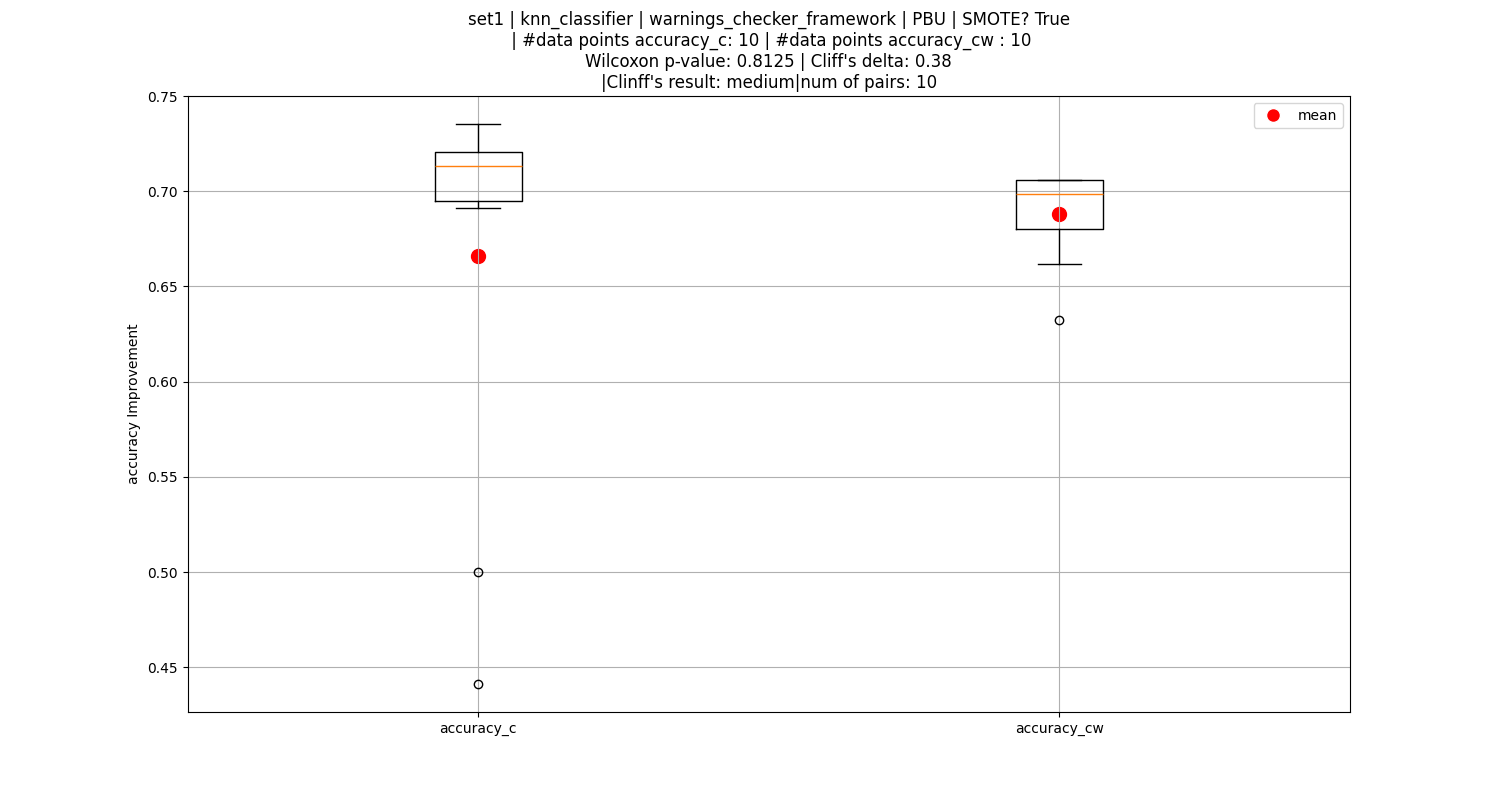 set1 | knn_classifier | warnings_checker_framework | PBU | SMOTE? True
| #data points accuracy_c: 10 | #data points accuracy_cw : 10
Wilcoxon p-value: 0.8125 | Cliff's delta: 0.38
|Clinff's result: medium|num of pairs: 10
mean
0.75
0.70
0.65
0.60
0.55
0.50
0.45
accuracy Improvement
accuracy_c
accuracy_cw